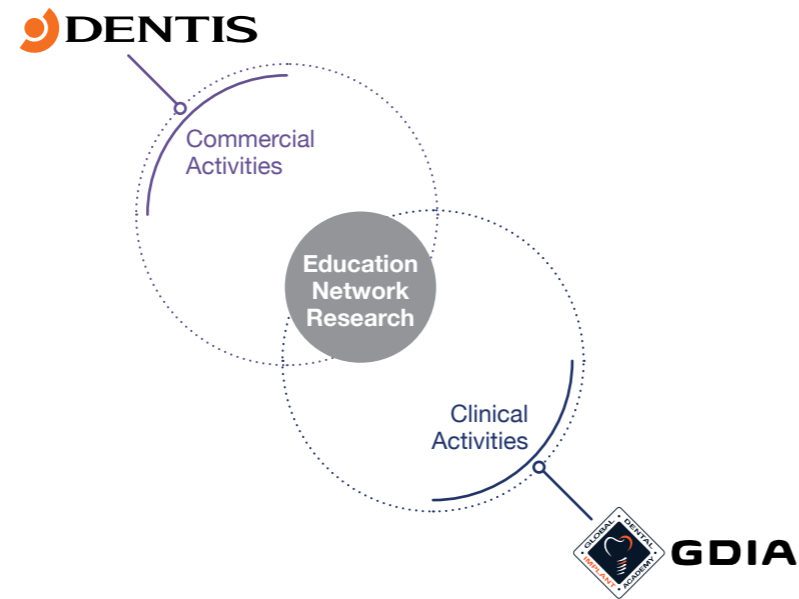 DENTIS
Commercial
Activities
Education
Network
Research
Clinical
Activities
GLOBAL DENTAL
IMPLANT ACADEMY
GDIA